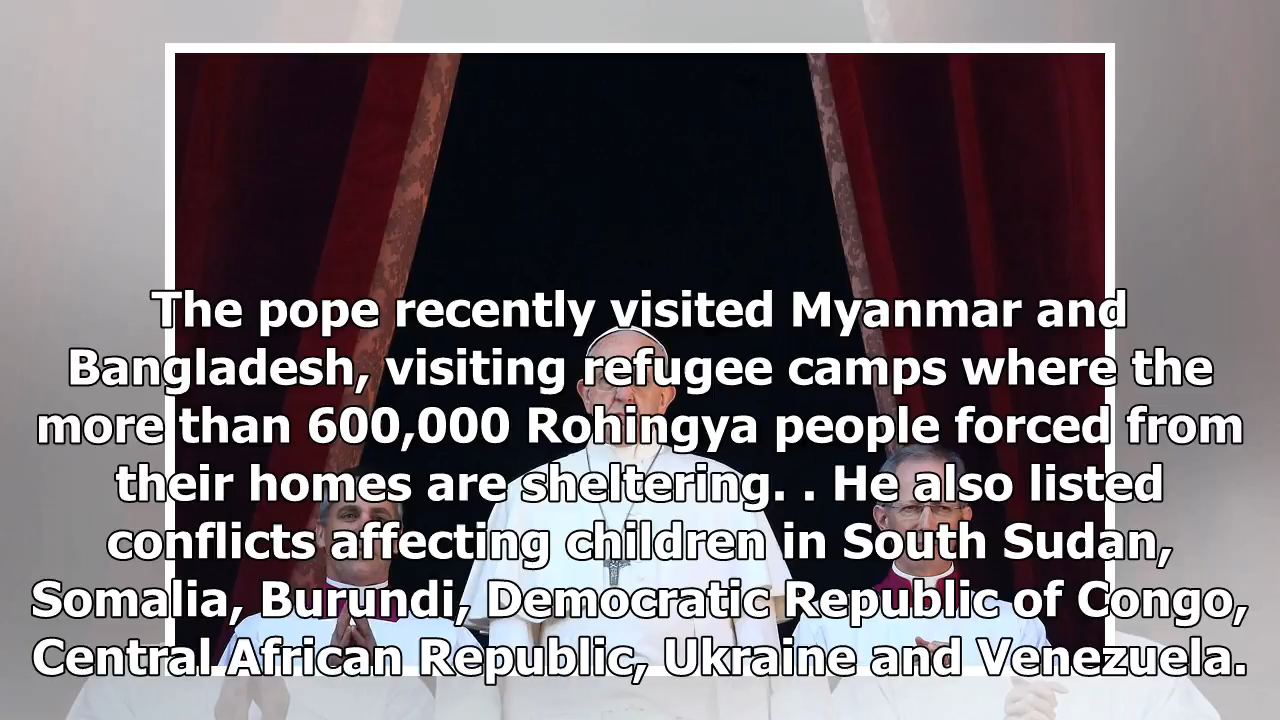 The pope recently visited Myanmar and
Bangladesh, visiting refugee camps where the
more than 600,000 Rohingya people forced from
their homes are sheltering. . He also listed
conflicts affecting children in South Sudan,
Somalia, Burundi, Democratic Republic of Congo,
Central African Republic, Ukraine and Venezuela.